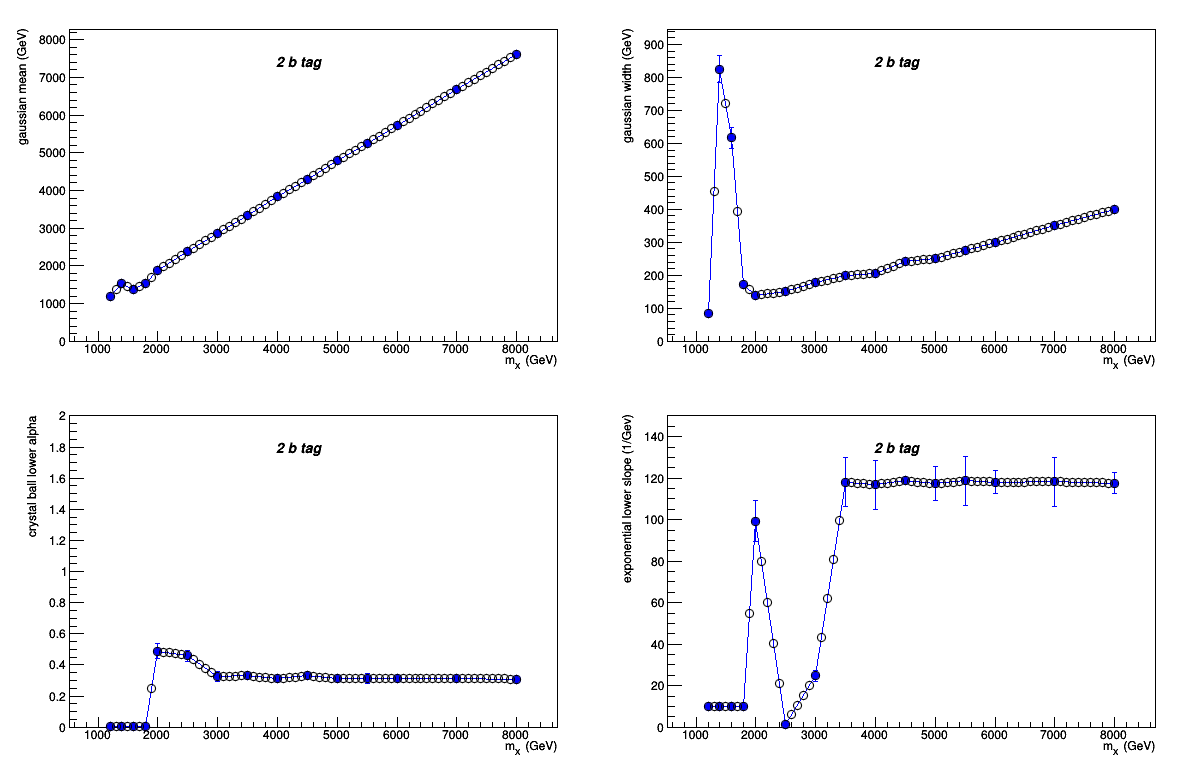 gaussian mean (GeV)
2 b tag
8000
7000
6000
5000
4000
3000
2000
1000
0
1000 2000 3000 4000 5000 6000 7000 8000
mx (GeV)
gaussian width (GeV)
2 b tag
900
800
700
600
500
400
300
200
100
0
1000 2000 3000 4000 5000 6000 7000 8000
mx (GeV)
crystal ball lower alpha
2 b tag
2
1.8
1.6
1.4
1.2
1
0.8
0.6
0.4
0.2
0
1000 2000 3000 4000 5000 6000 7000 8000
mx (GeV)
exponential lower slope (1/Gev)
2 b tag
140
120
100
80
60
40
20
0
1000 2000 3000 4000 5000 6000 7000 8000
mx (GeV)